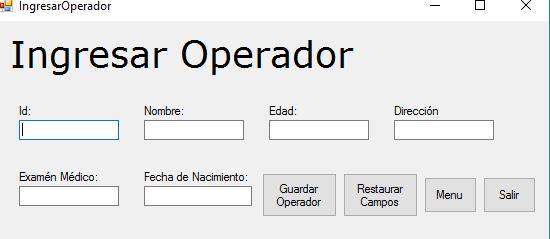 IngresarOperador
Ingresar Operador
Id:
Nombre:
Edad:
Dirección
Examén Médico:
Fecha de Nacimiento:
Guardar
Operador
Restaurar
Campos
Menu
Salir